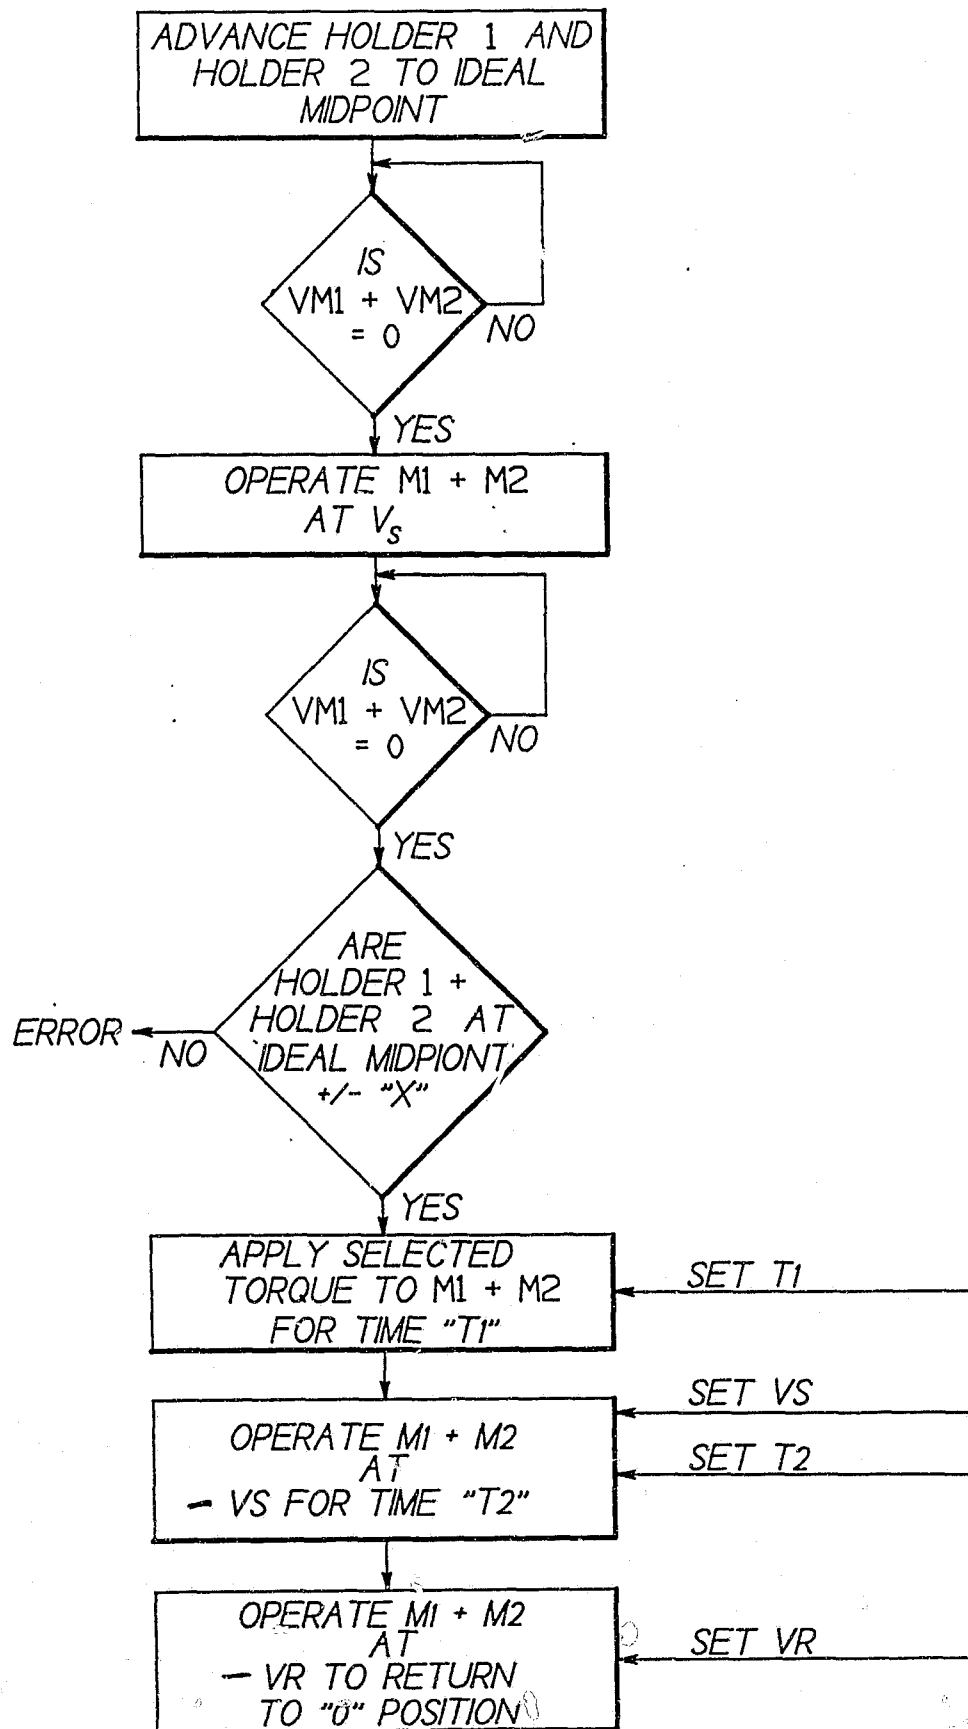 ADVANCE HOLDER 1 AND
HOLDER 2 TO IDEAL
MIDPOINT
IS
VM1 + VM2
= 0
NO
YES
OPERATE M1 + M2
AT Vs
IS
VM1 + VM2
= 0
NO
YES
ARE
HOLDER 1 +
HOLDER 2 AT
IDEAL MIDPIONT
+/- "X"
ERROR
NO
YES
APPLY SELECTED
TORQUE TO M1 + M2
FOR TIME "T1"
SET T1
OPERATE M1 + M2
AT
- VS FOR TIME "T2"
SET VS
SET T2
OPERATE M1 + M2
AT
- VR TO RETURN
TO "0" POSITION
SET VR